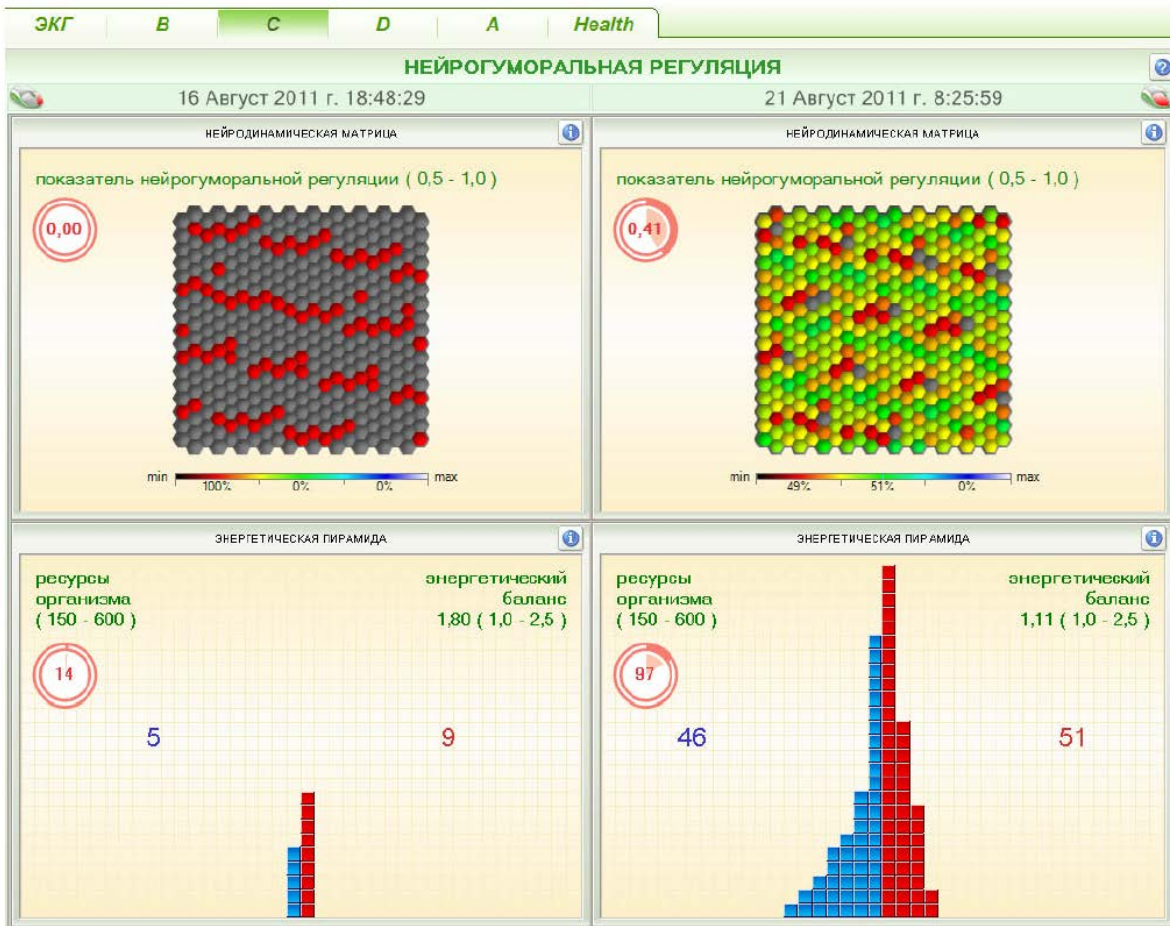 ЭКГ B C D A Health
НЕЙРОГУМОРАЛЬНАЯ РЕГУЛЯЦИЯ
?
16 Август 2011 г. 18:48:29
21 Август 2011 г. 8:25:59
НЕЙРОДИНАМИЧЕСКАЯ МАТРИЦА
i
показатель нейрогуморальной регуляции ( 0,5 - 1,0 )
0,00
min max
100% 0% 0%
НЕЙРОДИНАМИЧЕСКАЯ МАТРИЦА
i
показатель нейрогуморальной регуляции ( 0,5 - 1,0 )
0,41
min max
49% 51% 0%
ЭНЕРГЕТИЧЕСКАЯ ПИРАМИДА
i
ресурсы
организма
( 150 - 600 )
энергетический
баланс
1,80 ( 1,0 - 2,5 )
14
5 9
ЭНЕРГЕТИЧЕСКАЯ ПИРАМИДА
i
ресурсы
организма
( 150 - 600 )
энергетический
баланс
1,11 ( 1,0 - 2,5 )
97
46 51